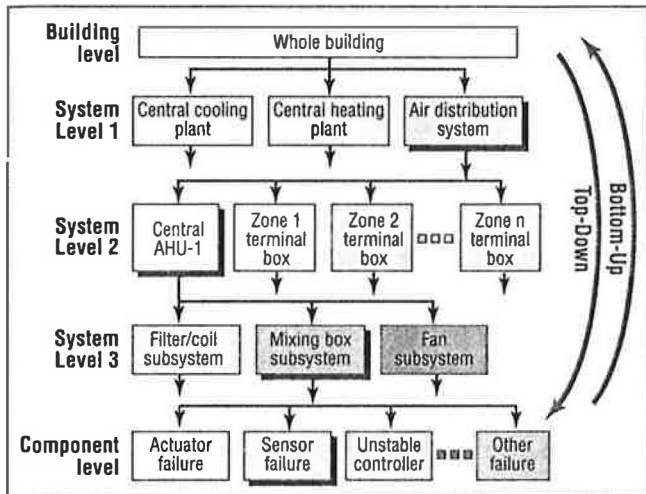 Building level
Whole building
System Level 1
Central cooling plant
Central heating plant
Air distribution system
System Level 2
Central AHU-1
Zone 1 terminal box
Zone 2 terminal box
Zone n terminal box
System Level 3
Filter/coil subsystem
Mixing box subsystem
Fan subsystem
Component level
Actuator failure
Sensor failure
Unstable controller
Other failure
Top-Down
Bottom-Up